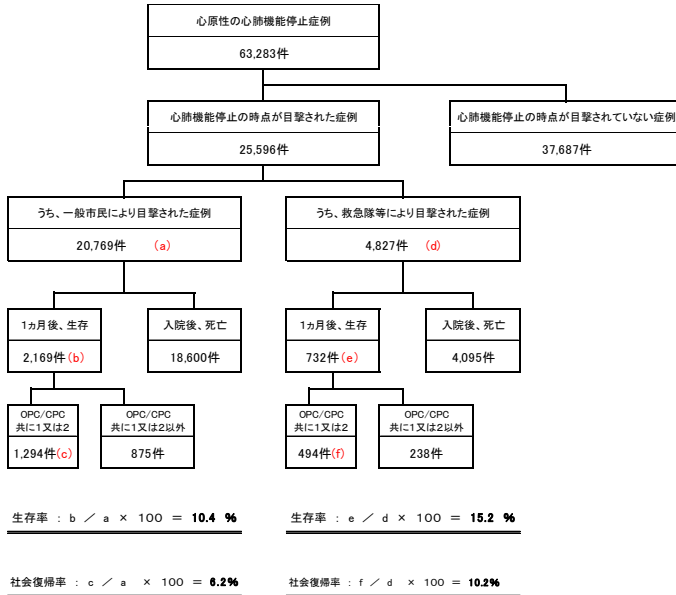 心原性の心肺機能停止症例
63,283件
心肺機能停止の時点が目撃された症例
25,596件
心肺機能停止の時点が目撃されていない症例
37,687件
うち、一般市民により目撃された症例
20,769件 (a)
うち、救急隊等により目撃された症例
4,827件 (d)
1ヵ月後、生存
2,169件(b)
入院後、死亡
18,600件
1ヵ月後、生存
732件(e)
入院後、死亡
4,095件
OPC/CPC
共に1又は2
1,294件(c)
OPC/CPC
共に1又は2以外
875件
OPC/CPC
共に1又は2
494件(f)
OPC/CPC
共に1又は2以外
238件
生存率 : b / a × 100 = 10.4 %
生存率 : e / d × 100 = 15.2 %
社会復帰率 : c / a × 100 = 6.2%
社会復帰率 : f / d × 100 = 10.2%